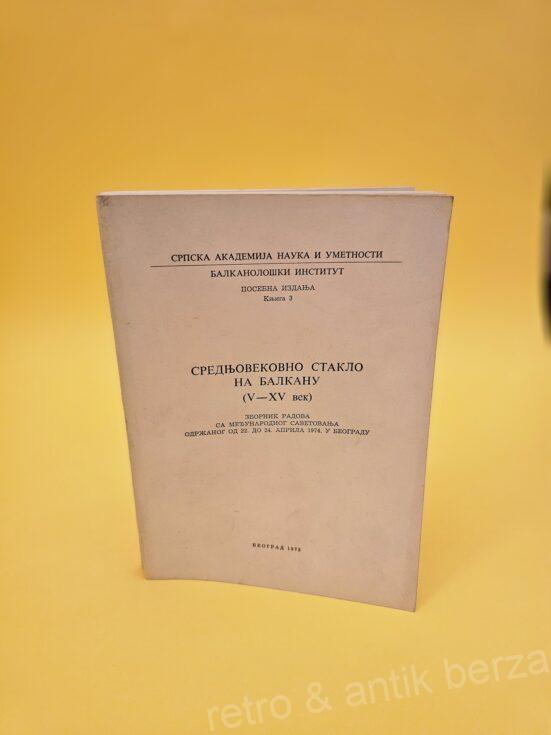 СРПСКА АКАДЕМИЈА НАУКА И УМЕТНОСТИ
БАЛКАНОЛОШКИ ИНСТИТУТ
ПОСЕБНА ИЗДАЊА
Књига 3
СРЕДЊОВЕКОВНО СТАКЛО
НА БАЛКАНУ
(V—XV век)
ЗБОРНИК РАДОВА
СА МЕЂУНАРОДНОГ САВЕТОВАЊА
ОДРЖАНОГ ОД 22. ДО 24. АПРИЛА 1974. У БЕОГРАДУ
БЕОГРАД 1975
retro & antik berza